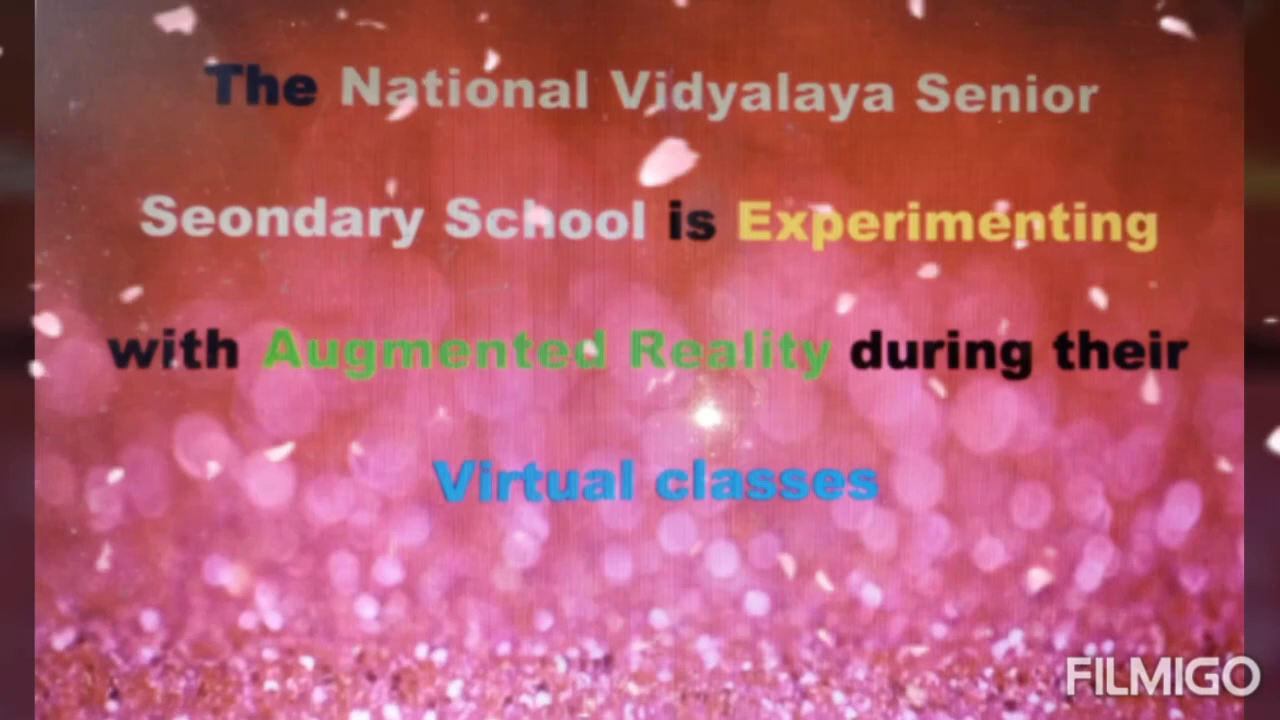 The National Vidyalaya Senior
Seondary School is Experimenting
with Augmented Reality during their
Virtual classes
FILMIGO